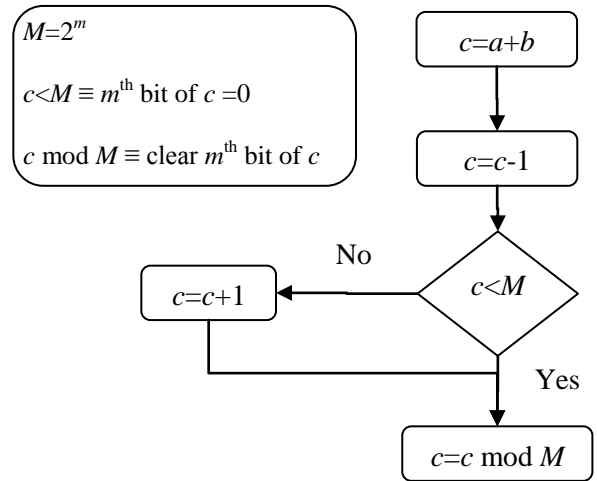 M=2^m
c<M ≡ m^th bit of c =0
c mod M ≡ clear m^th bit of c
c=a+b
c=c-1
c<M
No
c=c+1
Yes
c=c mod M